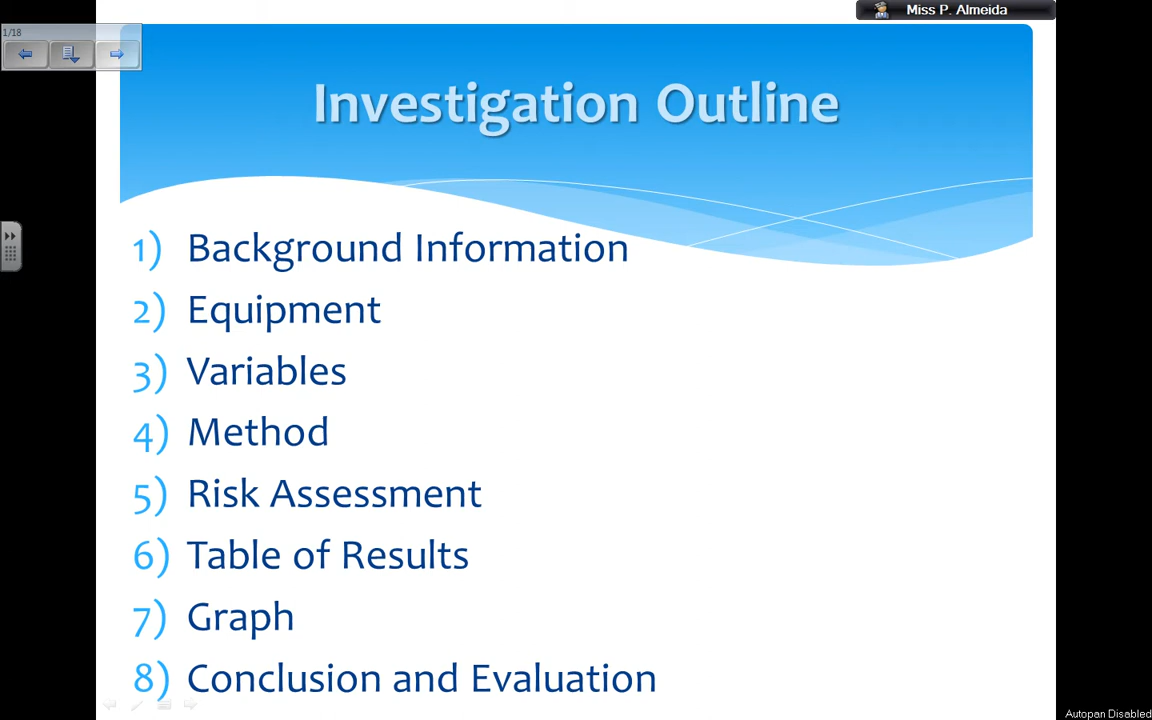 Miss P. Almeida
1/18
Investigation Outline
1) Background Information
2) Equipment
3) Variables
4) Method
5) Risk Assessment
6) Table of Results
7) Graph
8) Conclusion and Evaluation
Autopan Disabled